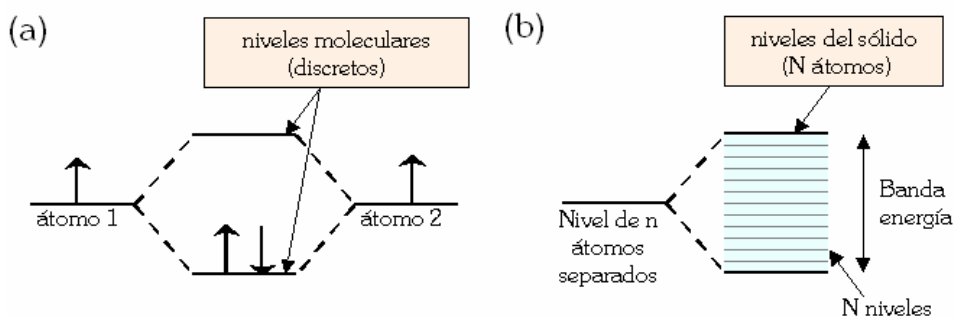 (a)
niveles moleculares
(discretos)
átomo 1
átomo 2
(b)
niveles del sólido
(N átomos)
Nivel de n
átomos
separados
Banda
energía
N niveles